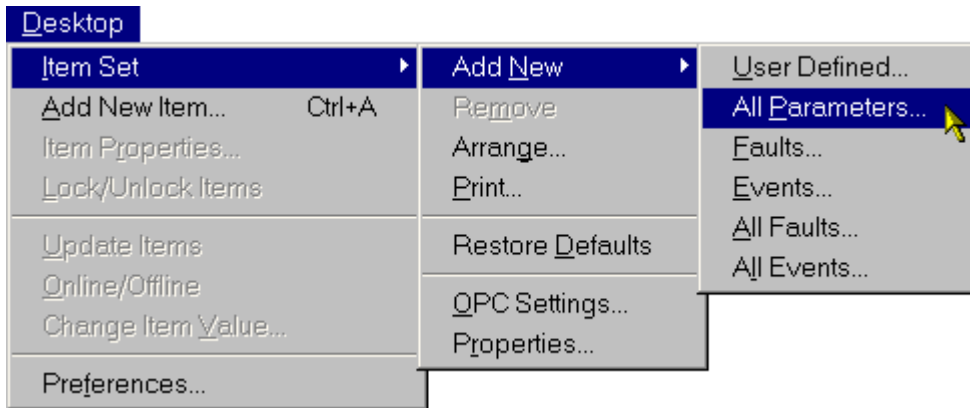 Desktop
Item Set
Add New Item... Ctrl+A
Item Properties...
Lock/Unlock Items
Update Items
Online/Offline
Change Item Value...
Preferences...
Add New
Remove
Arrange...
Print...
Restore Defaults
OPC Settings...
Properties...
User Defined...
All Parameters...
Faults...
Events...
All Faults...
All Events...